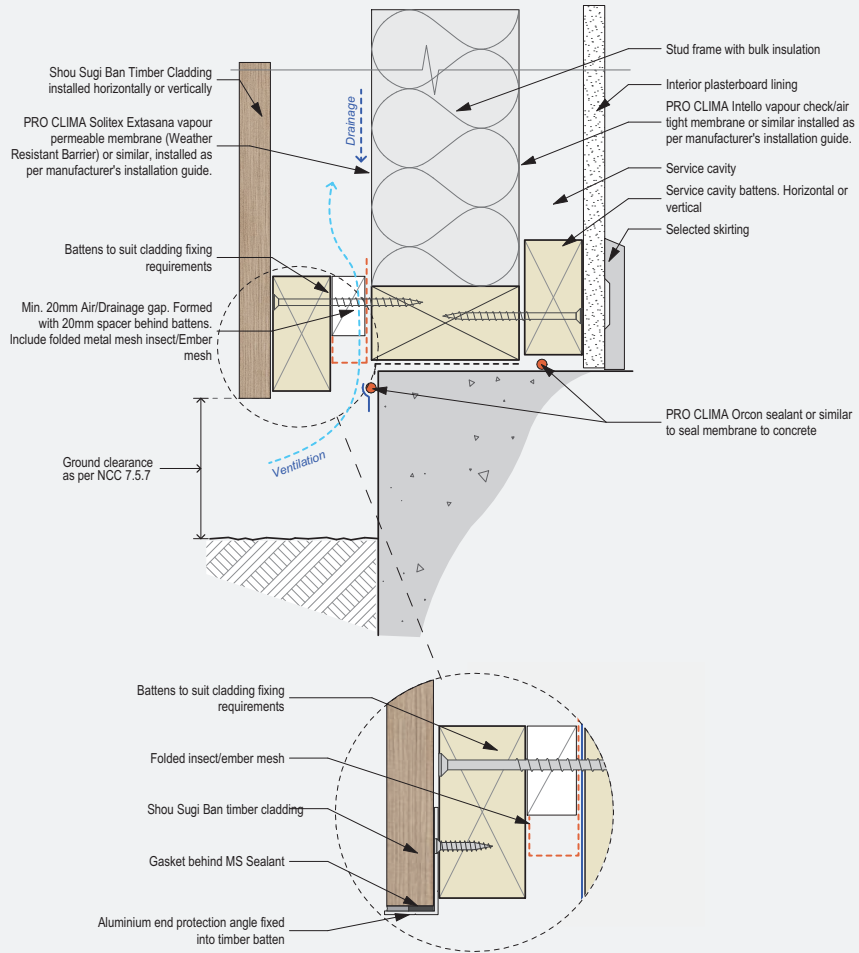 Shou Sugi Ban Timber Cladding
installed horizontally or vertically
PRO CLIMA Solitex Extasana vapour
permeable membrane (Weather
Resistant Barrier) or similar, installed as
per manufacturer's installation guide.
Battens to suit cladding fixing
requirements
Min. 20mm Air/Drainage gap. Formed
with 20mm spacer behind battens.
Include folded metal mesh insect/Ember
mesh
Ground clearance
as per NCC 7.5.7
Drainage
Ventilation
Stud frame with bulk insulation
Interior plasterboard lining
PRO CLIMA Intello vapour check/air
tight membrane or similar installed as
per manufacturer's installation guide.
Service cavity
Service cavity battens. Horizontal or
vertical
Selected skirting
PRO CLIMA Orcon sealant or similar
to seal membrane to concrete
Battens to suit cladding fixing
requirements
Folded insect/ember mesh
Shou Sugi Ban timber cladding
Gasket behind MS Sealant
Aluminium end protection angle fixed
into timber batten